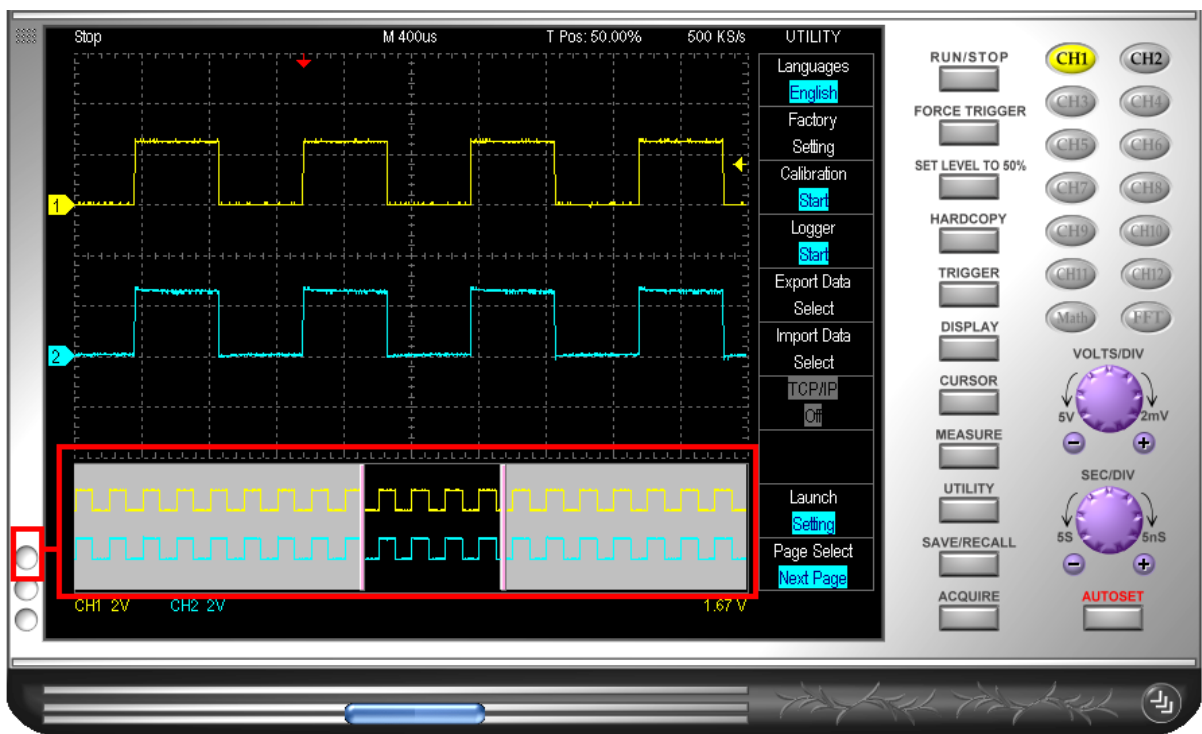 Stop M 400us T Pos: 50.00% 500 KS/s UTILITY
Languages
English
Factory
Setting
Calibration
Start
Logger
Start
Export Data
Select
Import Data
Select
TCP/IP
Off
Launch
Setting
Page Select
Next Page
1
2
CH1 2V CH2 2V 1.67 V
RUN/STOP
FORCE TRIGGER
SET LEVEL TO 50%
HARDCOPY
TRIGGER
DISPLAY
CURSOR
MEASURE
UTILITY
SAVE/RECALL
ACQUIRE
CH1 CH2
CH3 CH4
CH5 CH6
CH7 CH8
CH9 CH10
CH11 CH12
Math FFT
VOLTS/DIV
5V 2mV
SEC/DIV
5S 5nS
AUTOSET